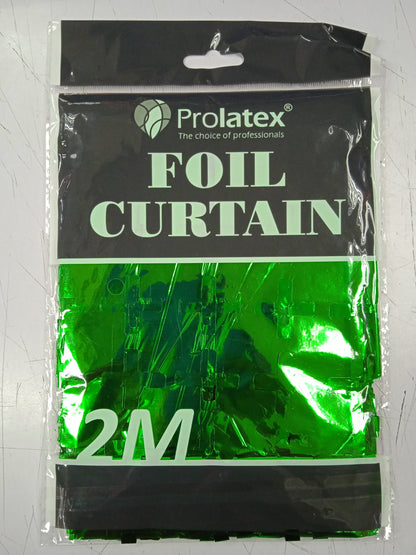 Prolatex®
The choice of professionals
FOIL
CURTAIN
2M